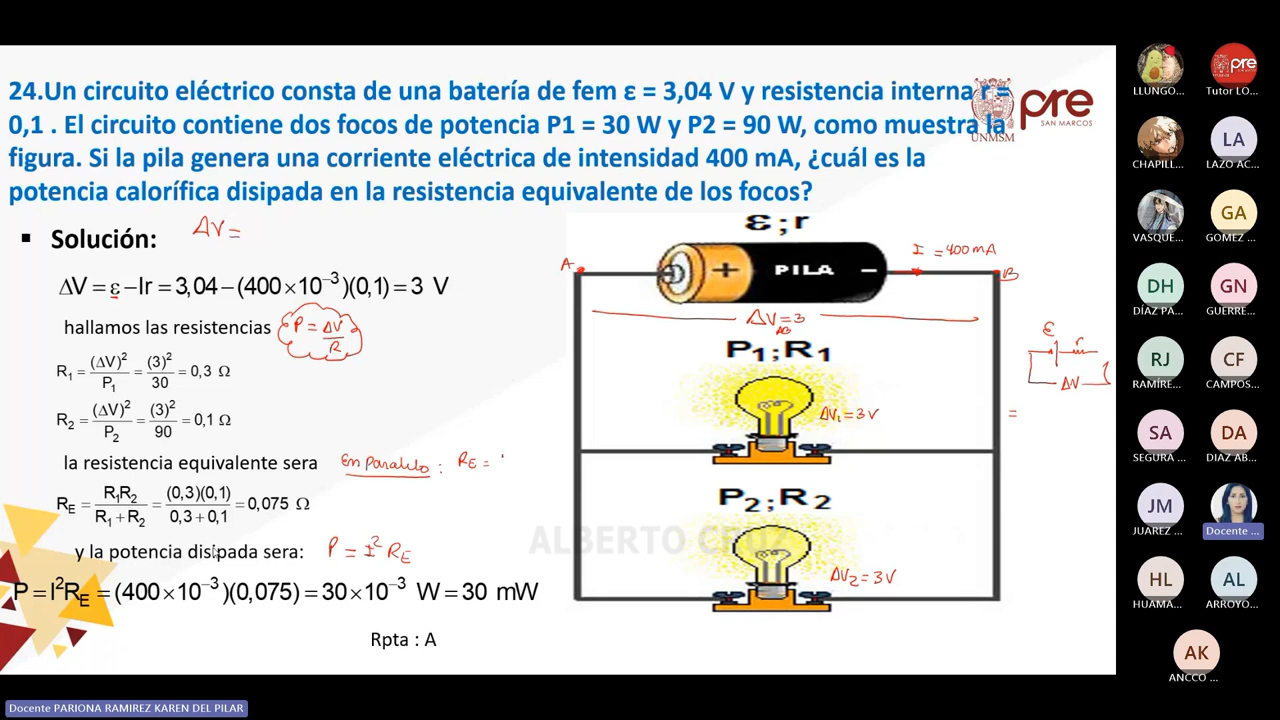 24.Un circuito eléctrico consta de una batería de fem ε = 3,04 V y resistencia interna r =
0,1 . El circuito contiene dos focos de potencia P1 = 30 W y P2 = 90 W, como muestra la
figura. Si la pila genera una corriente eléctrica de intensidad 400 mA, ¿cuál es la
potencia calorífica disipada en la resistencia equivalente de los focos?
UNMSM
pre
SAN MARCOS
▪ Solución:
ΔV =
ΔV = ε – Ir = 3,04 – (400×10⁻³)(0,1) = 3 V
hallamos las resistencias
P = ΔV/R
R₁ = (ΔV)²/P₁ = (3)²/30 = 0,3 Ω
R₂ = (ΔV)²/P₂ = (3)²/90 = 0,1 Ω
la resistencia equivalente sera
En Paralelo : R_E =
R_E = R₁R₂/(R₁+R₂) = (0,3)(0,1)/(0,3+0,1) = 0,075 Ω
y la potencia disipada sera:
P = I² R_E
P = I²R_E = (400×10⁻³)(0,075) = 30×10⁻³ W = 30 mW
Rpta : A
ε ; r
A
+ PILA –
I = 400 mA
B
ΔV_AB = 3
P₁ ; R₁
ΔV₁ = 3V
P₂ ; R₂
ΔV₂ = 3V
ε
r
ΔV
=
ALBERTO CRUZ
LLUNGO...
pre
Tutor LO...
CHAPILL...
LA
LAZO AC...
VASQUE...
GA
GOMEZ ...
DH
DÍAZ PA...
GN
GUERRE...
RJ
RAMÍRE...
CF
CAMPOS...
SA
SEGURA ...
DA
DIAZ AB...
JM
JUAREZ ...
Docente ...
HL
HUAMA...
AL
ARROYO...
AK
ANCCO ...
Docente PARIONA RAMIREZ KAREN DEL PILAR